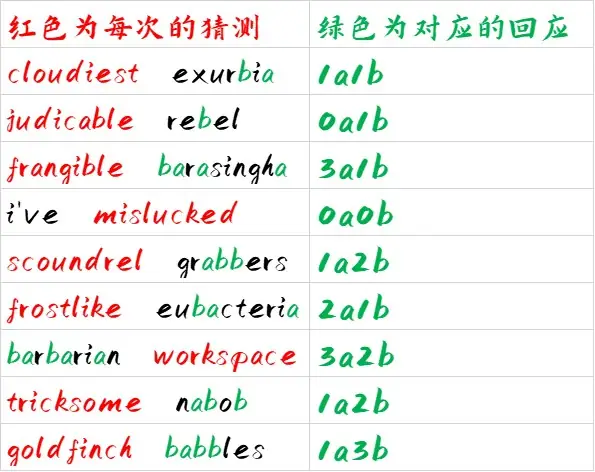 红色为每次的猜测 绿色为对应的回应
cloudiest exurbia 1a1b
judicable rebel 0a1b
frangible barasingha 3a1b
i've mislucked 0a0b
scoundrel grabbers 1a2b
frostlike eubacteria 2a1b
barbarian workspace 3a2b
tricksome nabob 1a2b
goldfinch babbles 1a3b